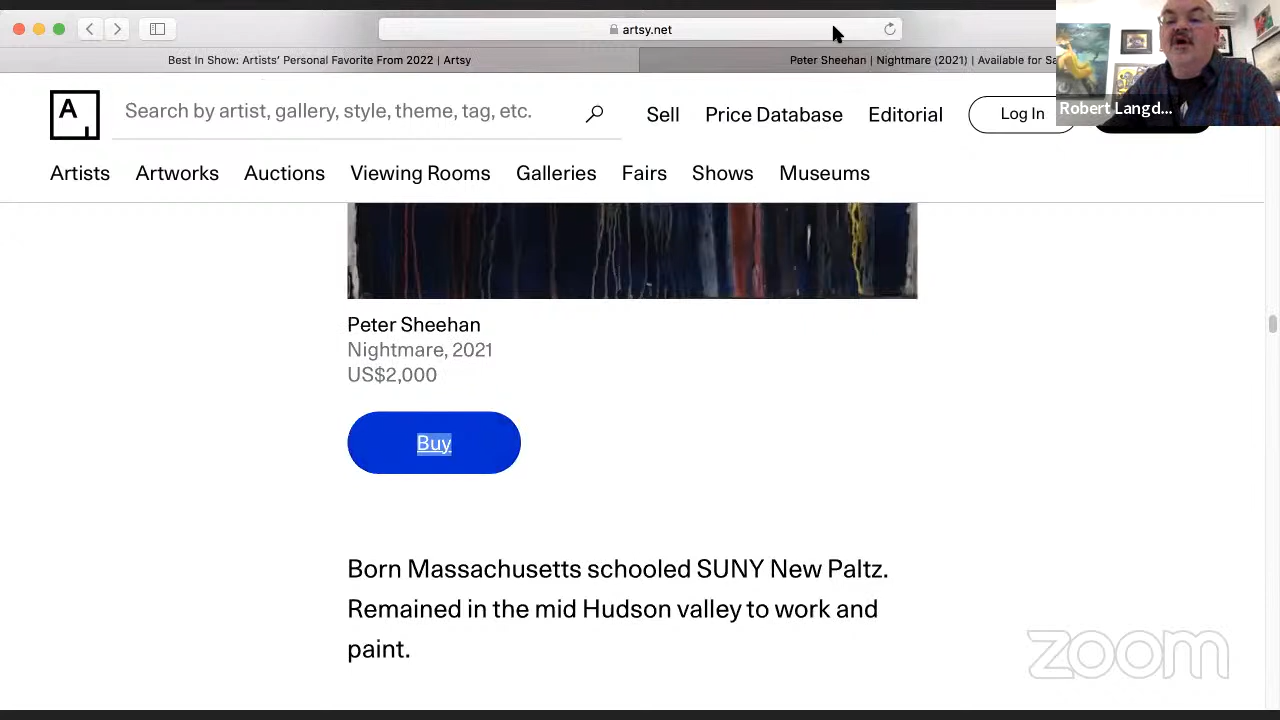 artsy.net
Best In Show: Artists' Personal Favorite From 2022 | Artsy
Peter Sheehan | Nightmare (2021) | Available for Sa
A
Search by artist, gallery, style, theme, tag, etc.
Sell
Price Database
Editorial
Log In
Robert Langd...
Artists
Artworks
Auctions
Viewing Rooms
Galleries
Fairs
Shows
Museums
Peter Sheehan
Nightmare, 2021
US$2,000
Buy
Born Massachusetts schooled SUNY New Paltz.
Remained in the mid Hudson valley to work and
paint.
zoom